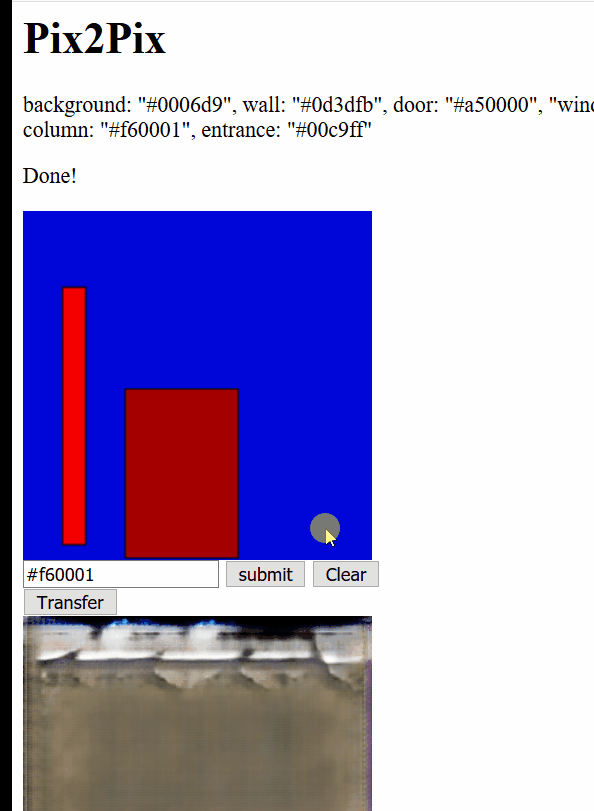 Pix2Pix
background: "#0006d9", wall: "#0d3dfb", door: "#a50000", "wind
column: "#f60001", entrance: "#00c9ff"
Done!
#f60001 submit Clear
Transfer